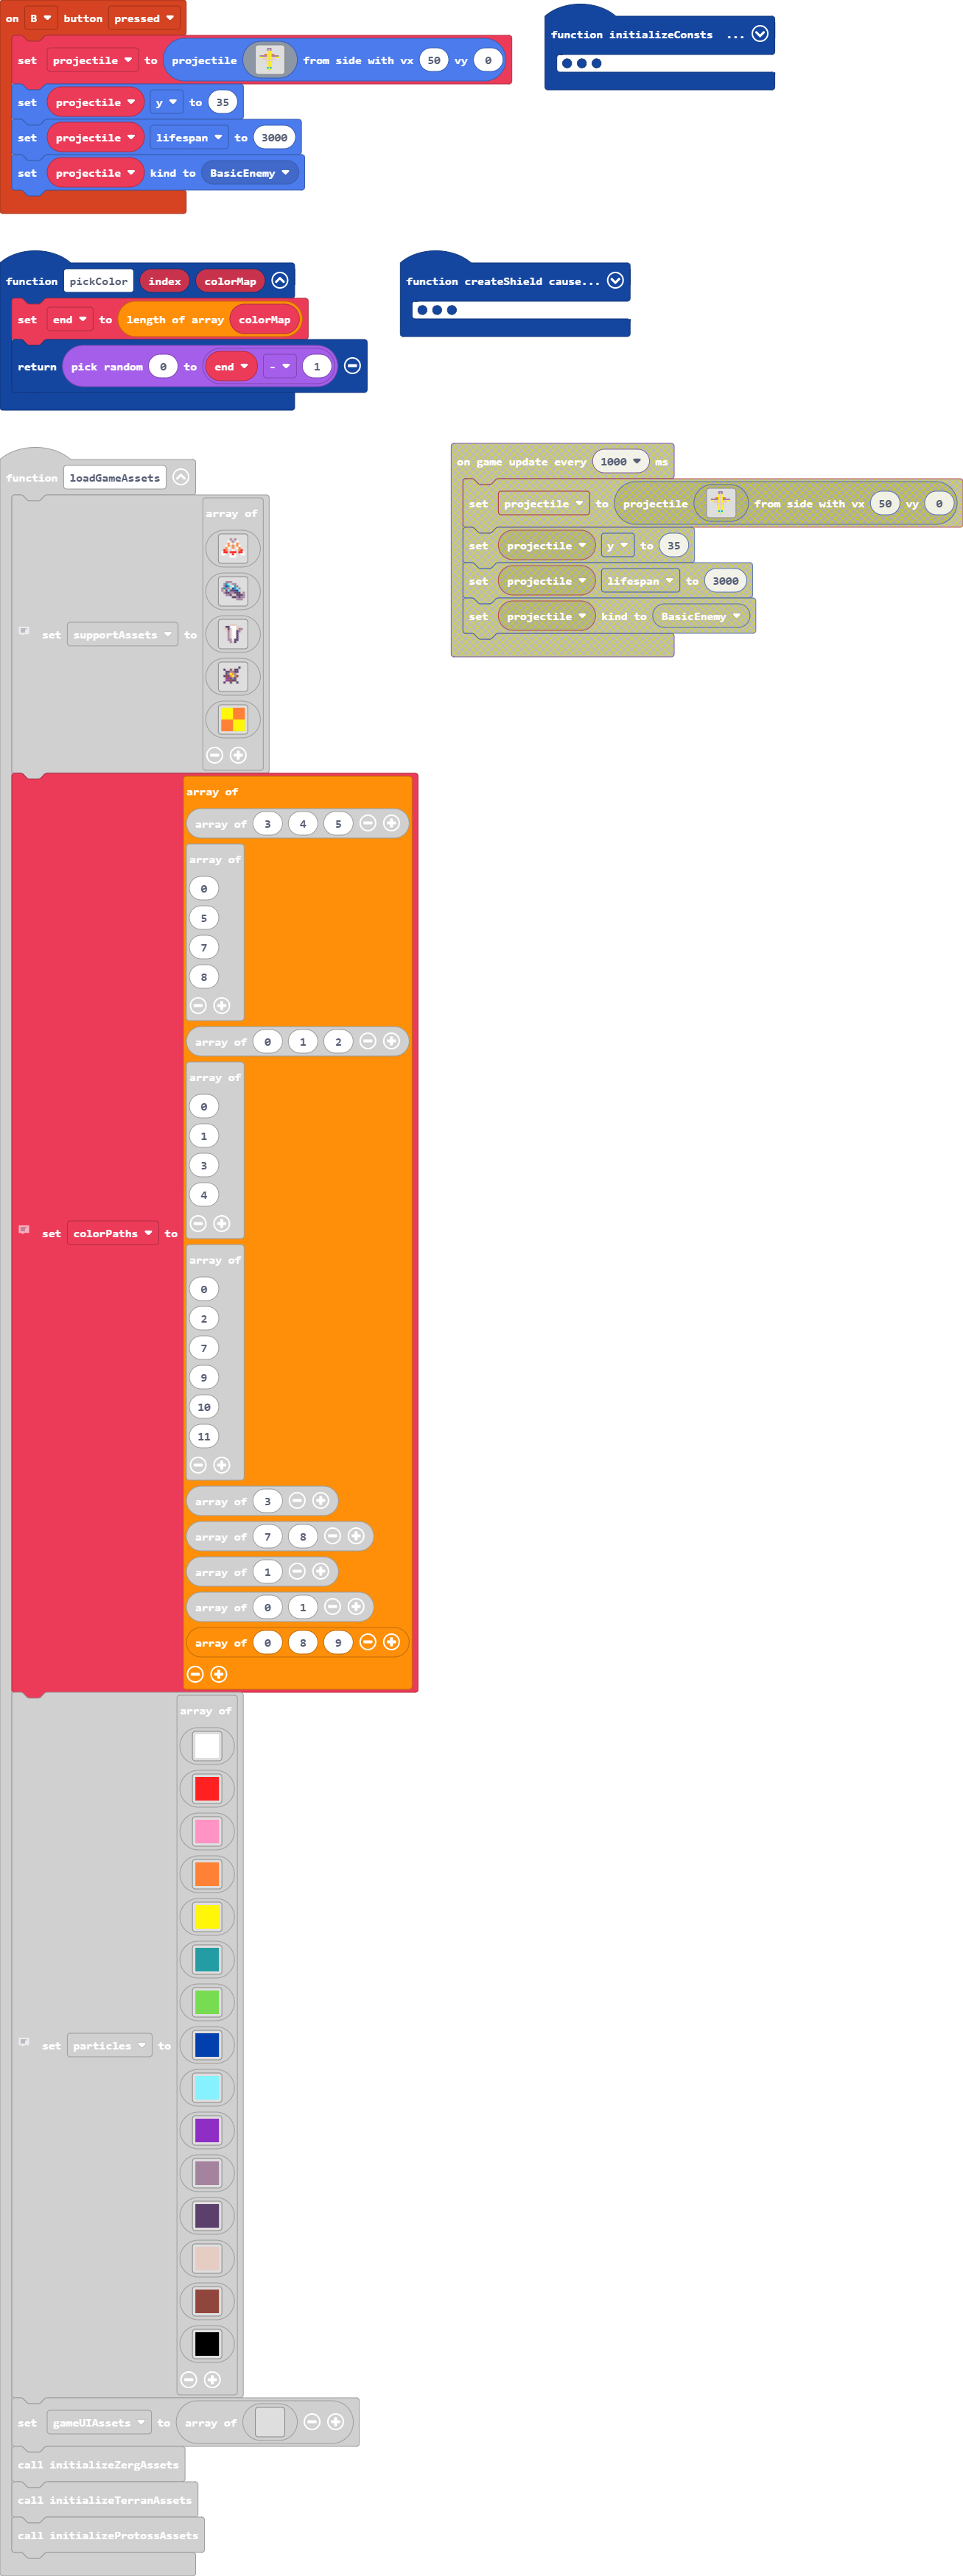 on B button pressed
set projectile to projectile from side with vx 50 vy 0
set projectile y to 35
set projectile lifespan to 3000
set projectile kind to BasicEnemy
function initializeConsts ...
function pickColor index colorMap
set end to length of array colorMap
return pick random 0 to end - 1
function createShield cause...
function loadGameAssets
set supportAssets to
array of
set colorPaths to
array of
array of 3 4 5
array of
0
5
7
8
array of 0 1 2
array of
0
1
3
4
array of
0
2
7
9
10
11
array of 3
array of 7 8
array of 1
array of 0 1
array of 0 8 9
set particles to
array of
set gameUIAssets to array of
call initializeZergAssets
call initializeTerranAssets
call initializeProtossAssets
on game update every 1000 ms
set projectile to projectile from side with vx 50 vy 0
set projectile y to 35
set projectile lifespan to 3000
set projectile kind to BasicEnemy